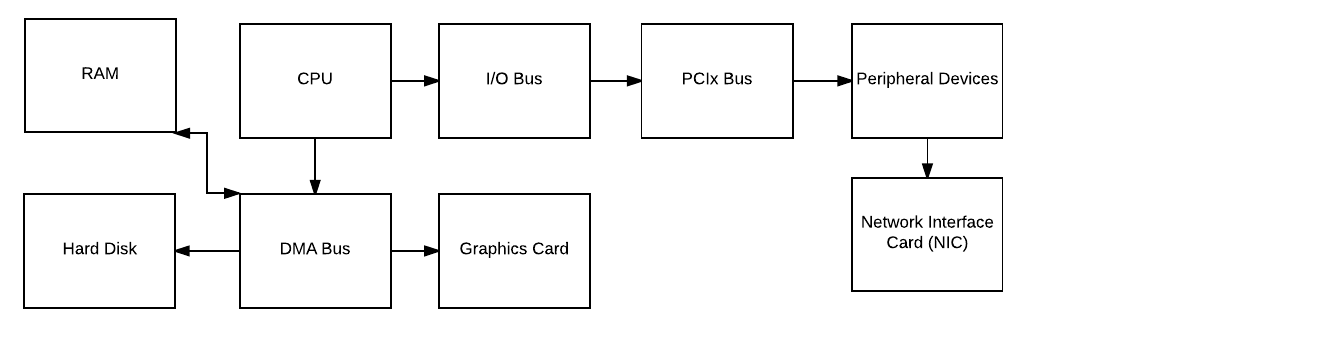 RAM
CPU
I/O Bus
PCIx Bus
Peripheral Devices
Hard Disk
DMA Bus
Graphics Card
Network Interface
Card (NIC)